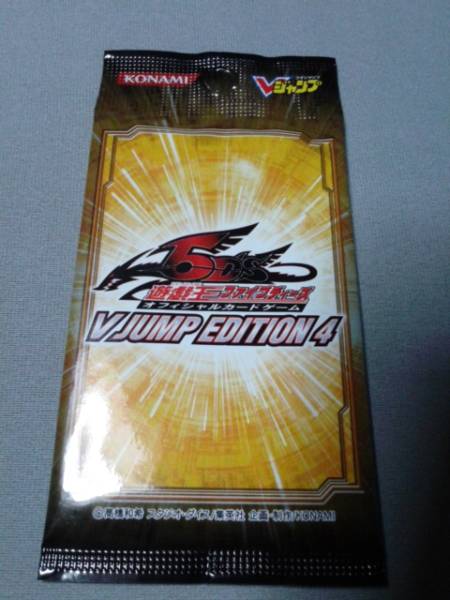 KONAMI
Vジャンプ
5D's
遊戯王ファイブディーズ
オフィシャルカードゲーム
V JUMP EDITION 4
©高橋和希 スタジオ・ダイス/集英社 企画・制作/KONAMI